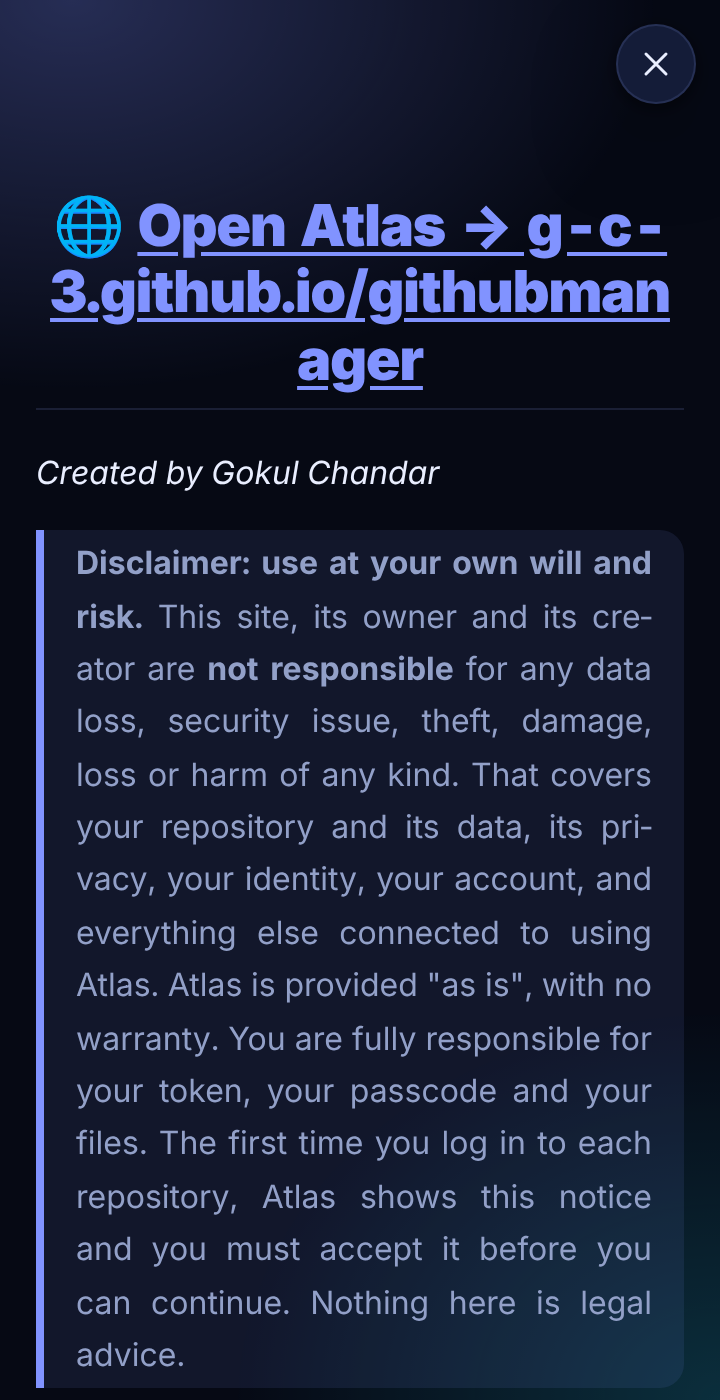 🌐 Open Atlas → g-c-
3.github.io/githubman
ager
Created by Gokul Chandar
Disclaimer: use at your own will and
risk. This site, its owner and its cre-
ator are not responsible for any data
loss, security issue, theft, damage,
loss or harm of any kind. That covers
your repository and its data, its pri-
vacy, your identity, your account, and
everything else connected to using
Atlas. Atlas is provided "as is", with no
warranty. You are fully responsible for
your token, your passcode and your
files. The first time you log in to each
repository, Atlas shows this notice
and you must accept it before you
can continue. Nothing here is legal
advice.